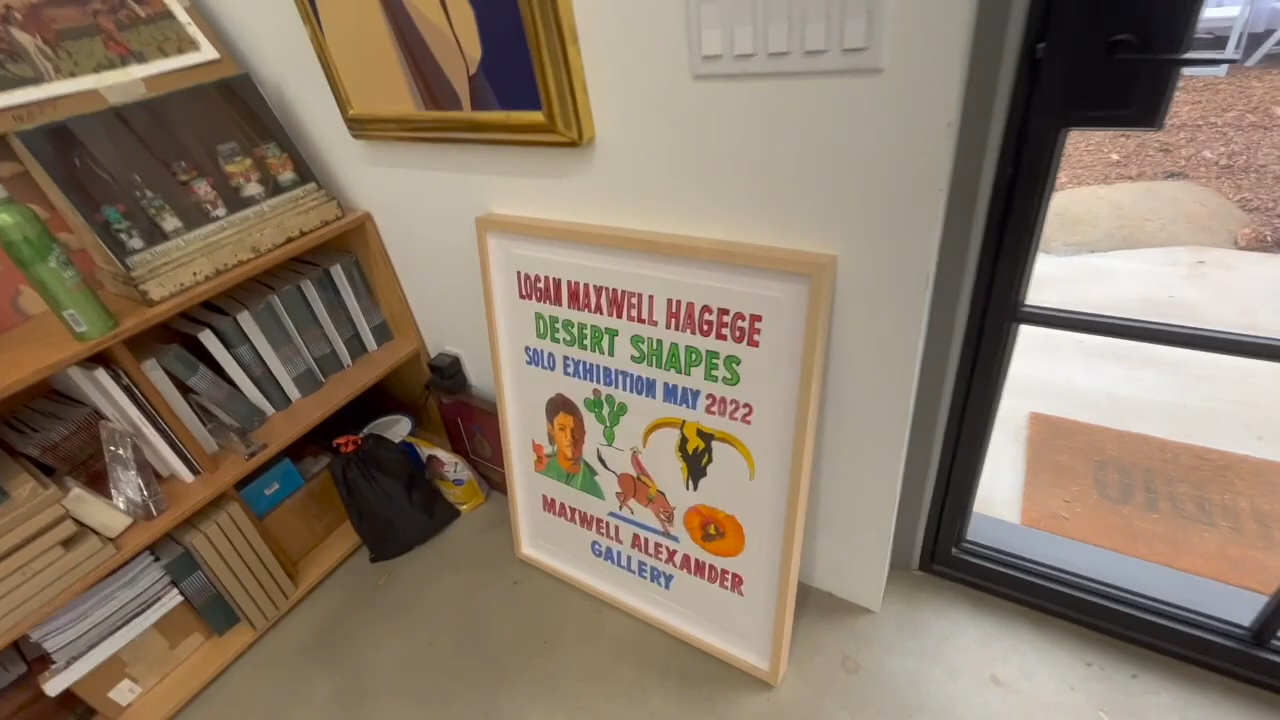 LOGAN MAXWELL HAGEGE
DESERT SHAPES
SOLO EXHIBITION MAY 2022
MAXWELL ALEXANDER
GALLERY